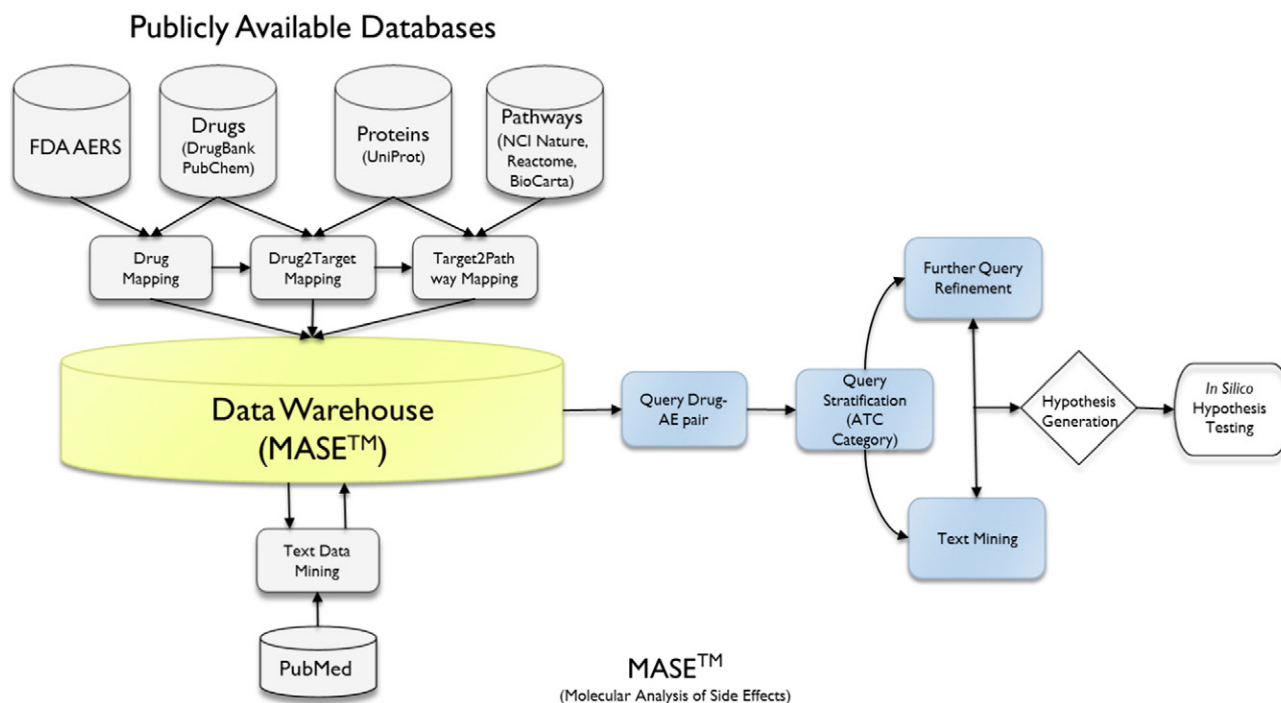 Publicly Available Databases
FDA AERS
Drugs
(DrugBank
PubChem)
Proteins
(UniProt)
Pathways
(NCI Nature,
Reactome,
BioCarta)
Drug
Mapping
Drug2Target
Mapping
Target2Path
way Mapping
Data Warehouse
(MASE™)
Query Drug-
AE pair
Query
Stratification
(ATC
Category)
Further Query
Refinement
Text Mining
Hypothesis
Generation
In Silico
Hypothesis
Testing
Text Data
Mining
PubMed
MASE™
(Molecular Analysis of Side Effects)